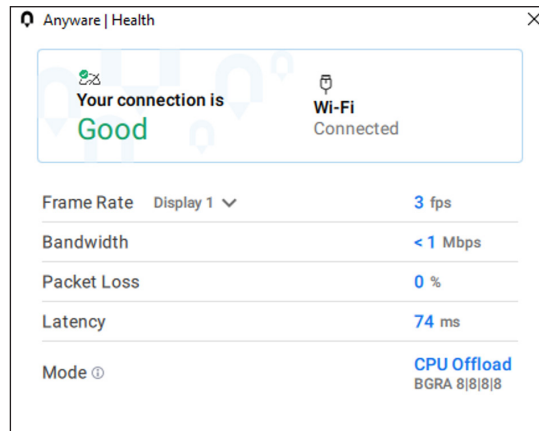 Anyware | Health
Your connection is
Good
Wi-Fi
Connected
Frame Rate Display 1 3 fps
Bandwidth < 1 Mbps
Packet Loss 0 %
Latency 74 ms
Mode CPU Offload
BGRA 8|8|8|8